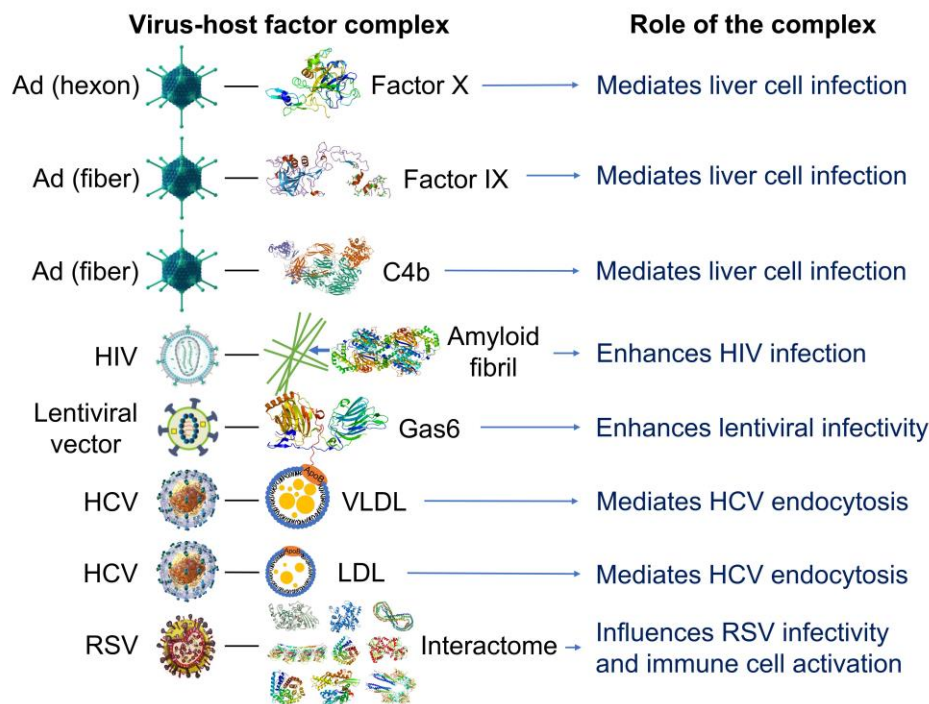 Virus-host factor complex
Role of the complex
Ad (hexon)
Factor X
Mediates liver cell infection
Ad (fiber)
Factor IX
Mediates liver cell infection
Ad (fiber)
C4b
Mediates liver cell infection
HIV
Amyloid
fibril
Enhances HIV infection
Lentiviral
vector
Gas6
Enhances lentiviral infectivity
HCV
ApoB
VLDL
Mediates HCV endocytosis
HCV
ApoB
LDL
Mediates HCV endocytosis
RSV
Interactome
Influences RSV infectivity
and immune cell activation